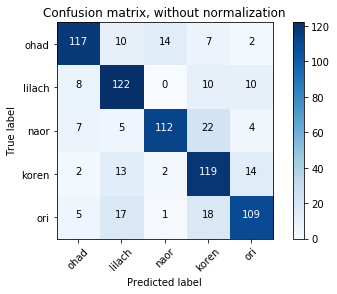 Confusion matrix, without normalization
ohad 117 10 14 7 2
lilach 8 122 0 10 10
naor 7 5 112 22 4
koren 2 13 2 119 14
ori 5 17 1 18 109
ohad lilach naor koren ori
True label
Predicted label
120
100
80
60
40
20
0